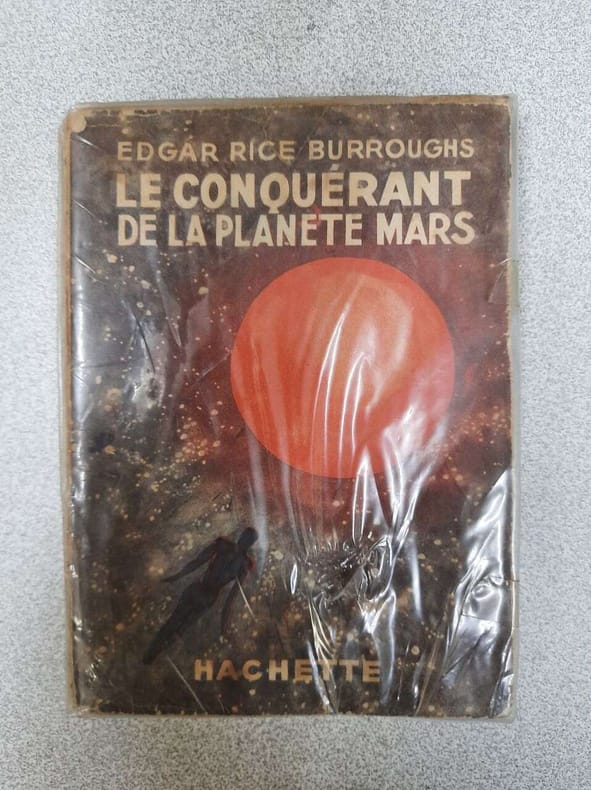 EDGAR RICE BURROUGHS
LE CONQUÉRANT
DE LA PLANÈTE MARS
HACHETTE